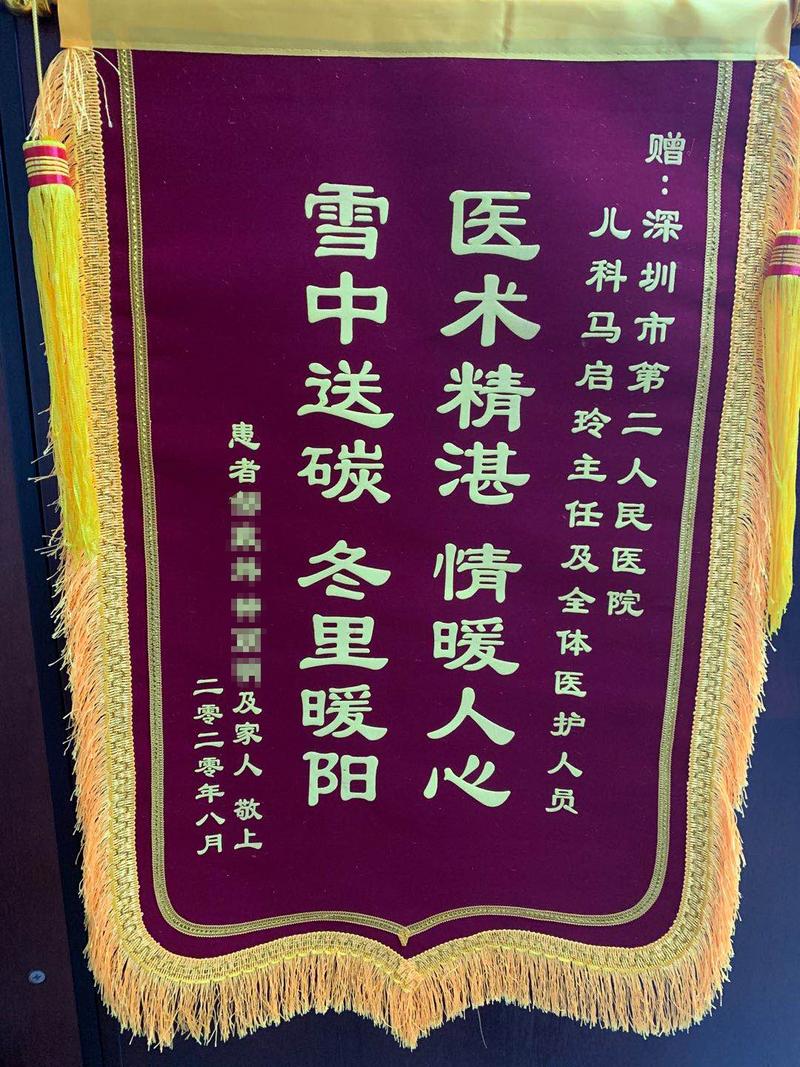 赠：深圳市第二人民医院
儿科马启玲主任及全体医护人员
医术精湛 情暖人心
雪中送碳 冬里暖阳
患者 及家人 敬上
二零二零年八月